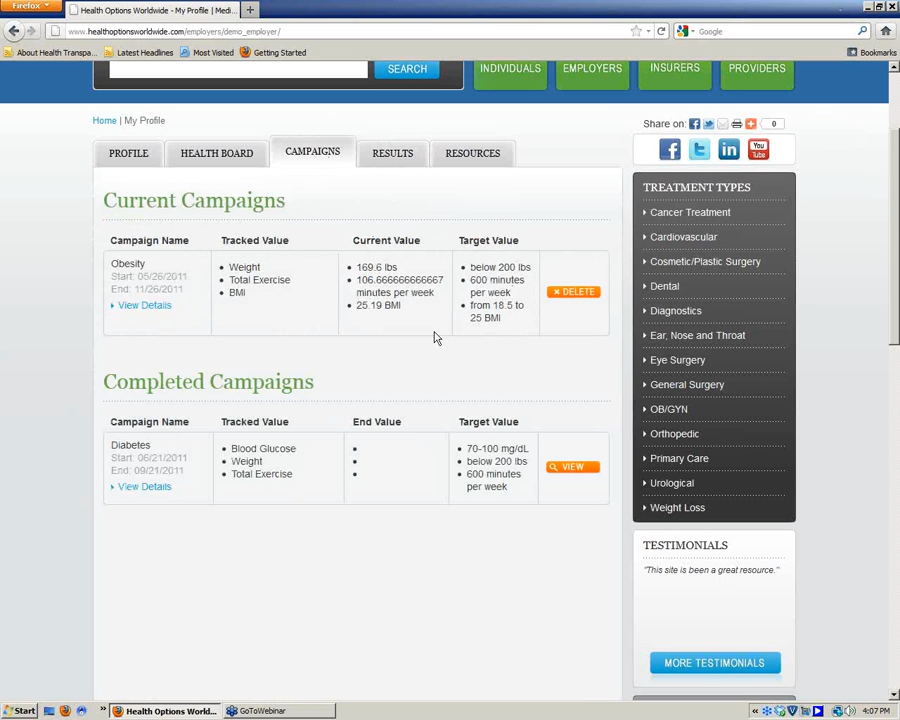 Firefox
Health Options Worldwide - My Profile | Medi...
www.healthoptionsworldwide.com/employers/demo_employer/
Google
About Health Transpa...
Latest Headlines
Most Visited
Getting Started
Bookmarks
SEARCH
INDIVIDUALS
EMPLOYERS
INSURERS
PROVIDERS
Home | My Profile
Share on:
0
PROFILE
HEALTH BOARD
CAMPAIGNS
RESULTS
RESOURCES
You
Tube
Current Campaigns
Campaign Name
Tracked Value
Current Value
Target Value
Obesity
Start: 05/26/2011
End: 11/26/2011
View Details
Weight
Total Exercise
BMI
169.6 lbs
106.666666666667
minutes per week
25.19 BMI
below 200 lbs
600 minutes
per week
from 18.5 to
25 BMI
DELETE
Completed Campaigns
Campaign Name
Tracked Value
End Value
Target Value
Diabetes
Start: 06/21/2011
End: 09/21/2011
View Details
Blood Glucose
Weight
Total Exercise
70-100 mg/dL
below 200 lbs
600 minutes
per week
VIEW
TREATMENT TYPES
Cancer Treatment
Cardiovascular
Cosmetic/Plastic Surgery
Dental
Diagnostics
Ear, Nose and Throat
Eye Surgery
General Surgery
OB/GYN
Orthopedic
Primary Care
Urological
Weight Loss
TESTIMONIALS
"This site is been a great resource."
MORE TESTIMONIALS
Start
Health Options World...
GoToWebinar
4:07 PM